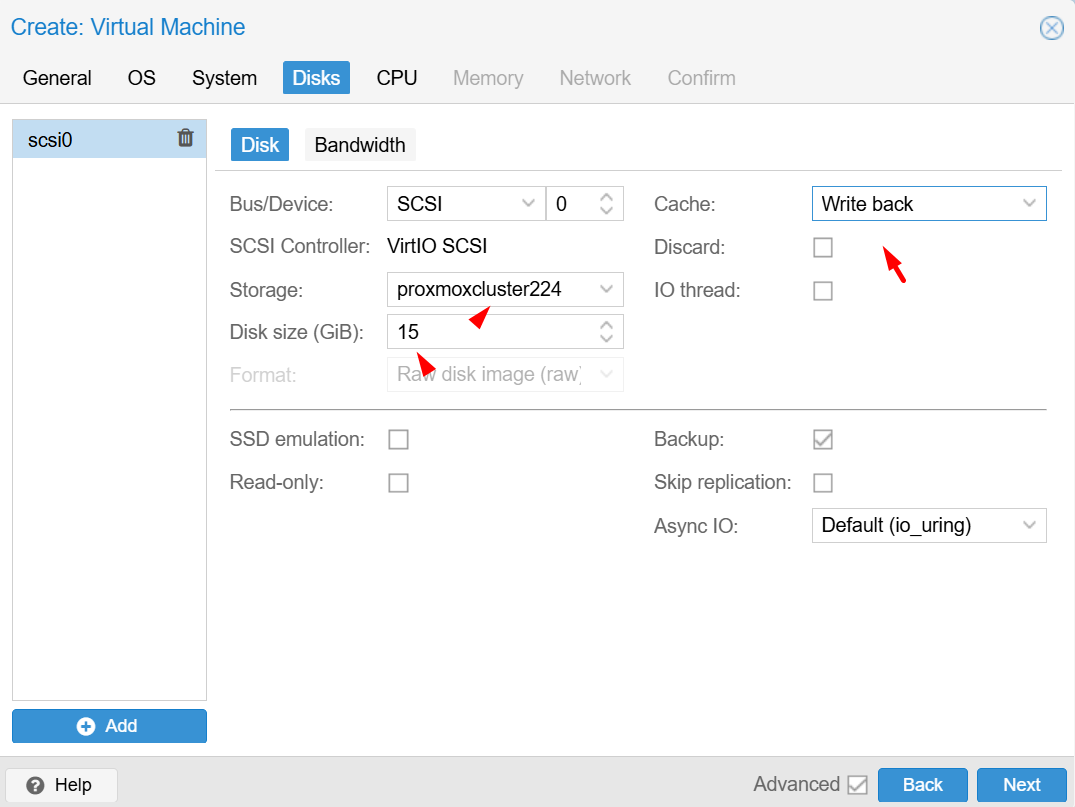 Create: Virtual Machine
General OS System Disks CPU Memory Network Confirm
scsi0
Disk Bandwidth
Bus/Device: SCSI 0 Cache: Write back
SCSI Controller: VirtIO SCSI Discard:
Storage: proxmoxcluster224 IO thread:
Disk size (GiB): 15
Format: Raw disk image (raw)
SSD emulation: Backup:
Read-only: Skip replication:
Async IO: Default (io_uring)
Add
Help Advanced Back Next